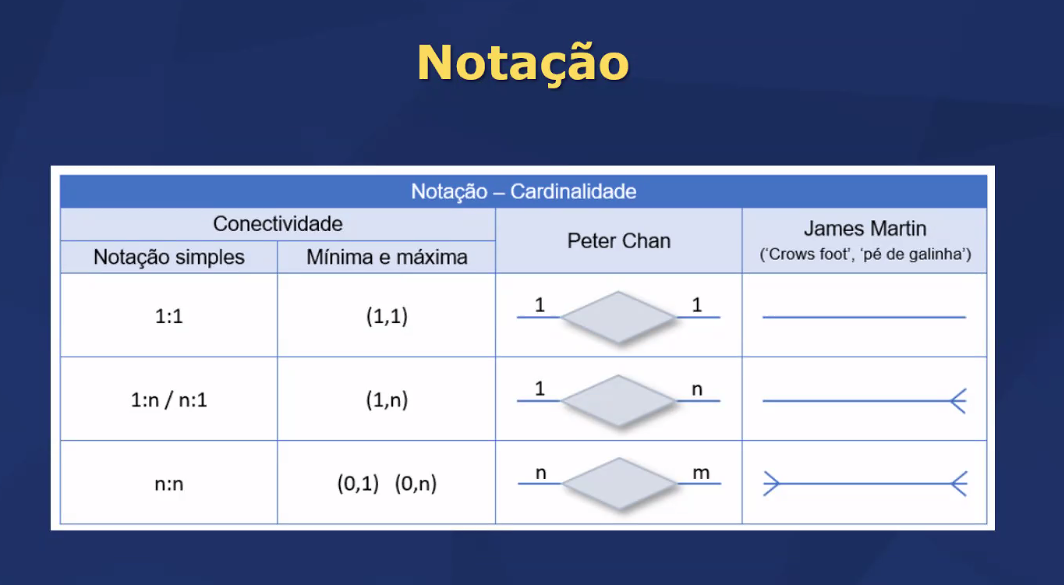 Notação
Notação – Cardinalidade
Conectividade
Peter Chan
James Martin
('Crows foot', 'pé de galinha')
Notação simples
Mínima e máxima
1:1
(1,1)
1
1
1:n / n:1
(1,n)
1
n
n:n
(0,1) (0,n)
n
m